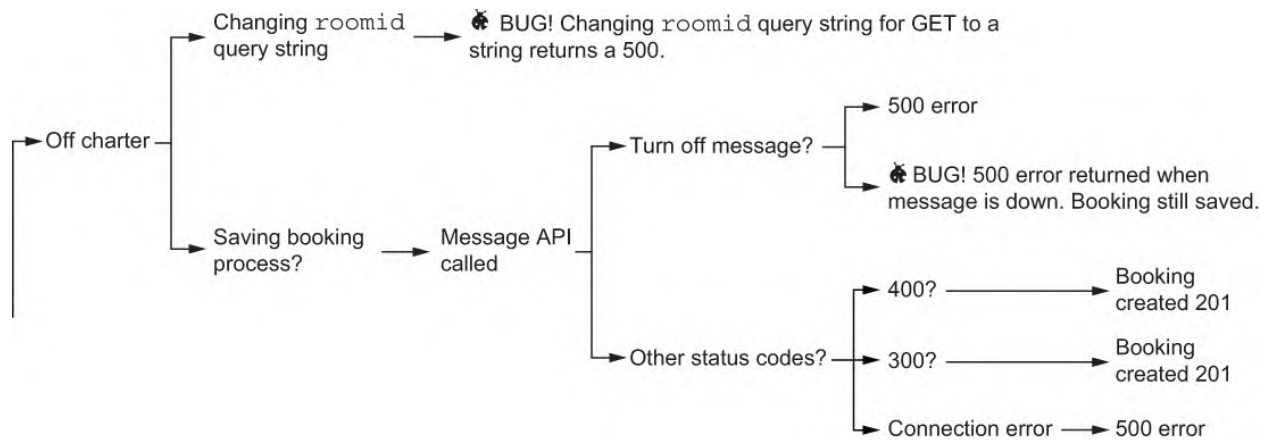 Changing roomid
query string
BUG! Changing roomid query string for GET to a
string returns a 500.
Off charter
500 error
Turn off message?
BUG! 500 error returned when
message is down. Booking still saved.
Saving booking
process?
Message API
called
400?
Booking
created 201
Other status codes?
300?
Booking
created 201
Connection error
500 error